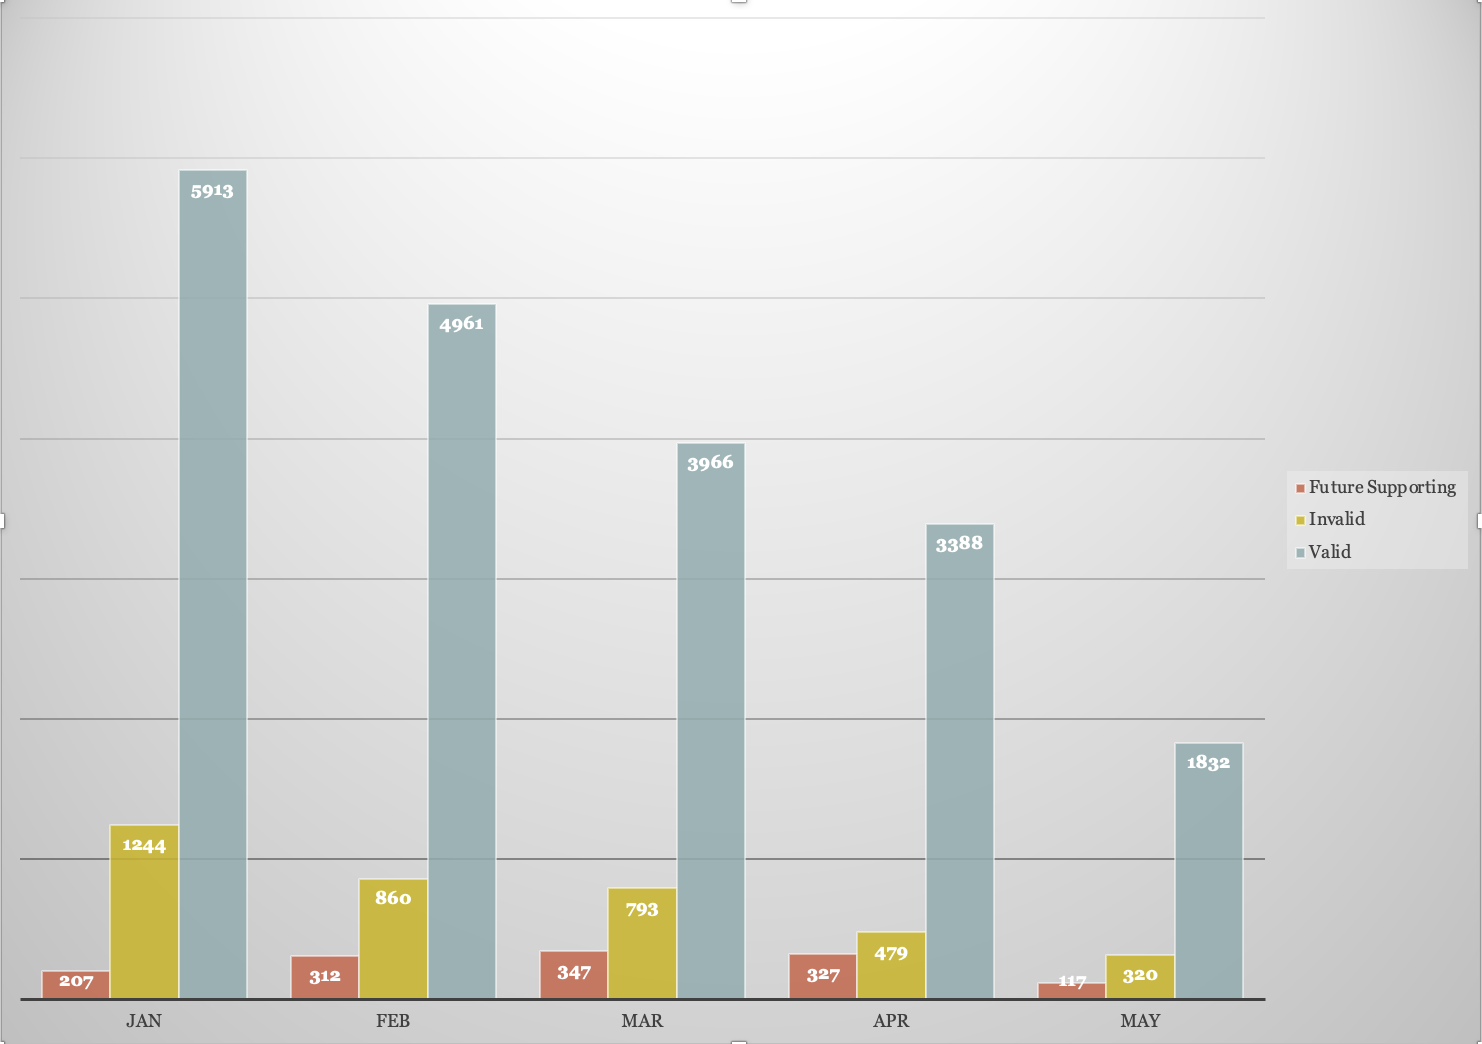 5913
4961
3966
3388
1832
1244
860
793
479
320
207
312
347
327
117
JAN
FEB
MAR
APR
MAY
Future Supporting
Invalid
Valid